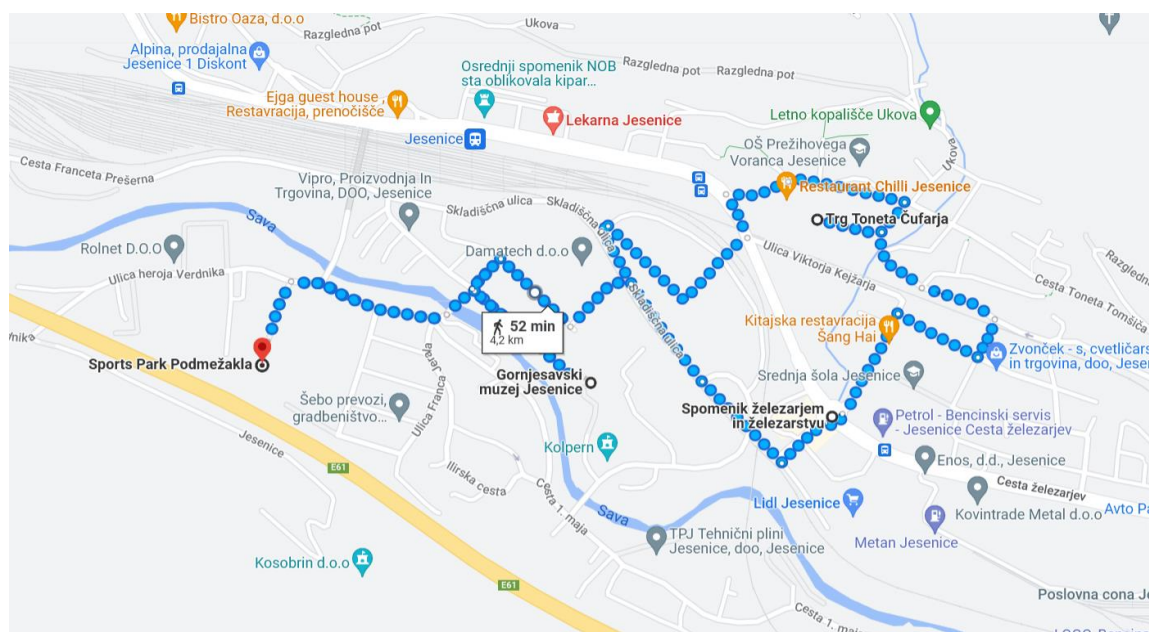 Bistro Oaza, d.o.o
Razgledna pot
Ukova
Alpina, prodajalna
Jesenice 1 Diskont
Osrednji spomenik NOB
sta oblikovala kipar...
Razgledna pot
Razgledna pot
Ejga guest house ,
Restavracija, prenočišče
Lekarna Jesenice
Letno kopališče Ukova
Jesenice
OŠ Prežihovega
Voranca Jesenice
Ukova
Cesta Franceta Prešerna
Vipro, Proizvodnja In
Trgovina, DOO, Jesenice
Restaurant Chilli Jesenice
Skladiščna ulica
Skladiščna ulica
Trg Toneta Čufarja
Sava
Rolnet D.O.O
Damatech d.o.o
Ulica Viktorja Kejžarja
Razgledna
Ulica heroja Verdnika
Cesta Toneta Tomšiča
Skladiščna ulica
52 min
4,2 km
Kitajska restavracija
Šang Hai
Zvonček - s, cvetličars
in trgovina, doo, Jesen
Sports Park Podmežakla
Gornjesavski
muzej Jesenice
Srednja šola Jesenice
Šebo prevozi,
gradbeništvo...
Ulica Franca Jerat
Spomenik železarjem
in železarstvu
Petrol - Bencinski servis
- Jesenice Cesta železarjev
Jesenice
Kolpern
Enos, d.d., Jesenice
E61
Ilirska cesta
Cesta 1. maja
Cesta železarjev
Lidl Jesenice
Kovintrade Metal d.o.o
Avto Pa
Sava
TPJ Tehnični plini
Jesenice, doo, Jesenice
Metan Jesenice
Kosobrin d.o.o
E61
Poslovna cona Je
Cesta 1. maja